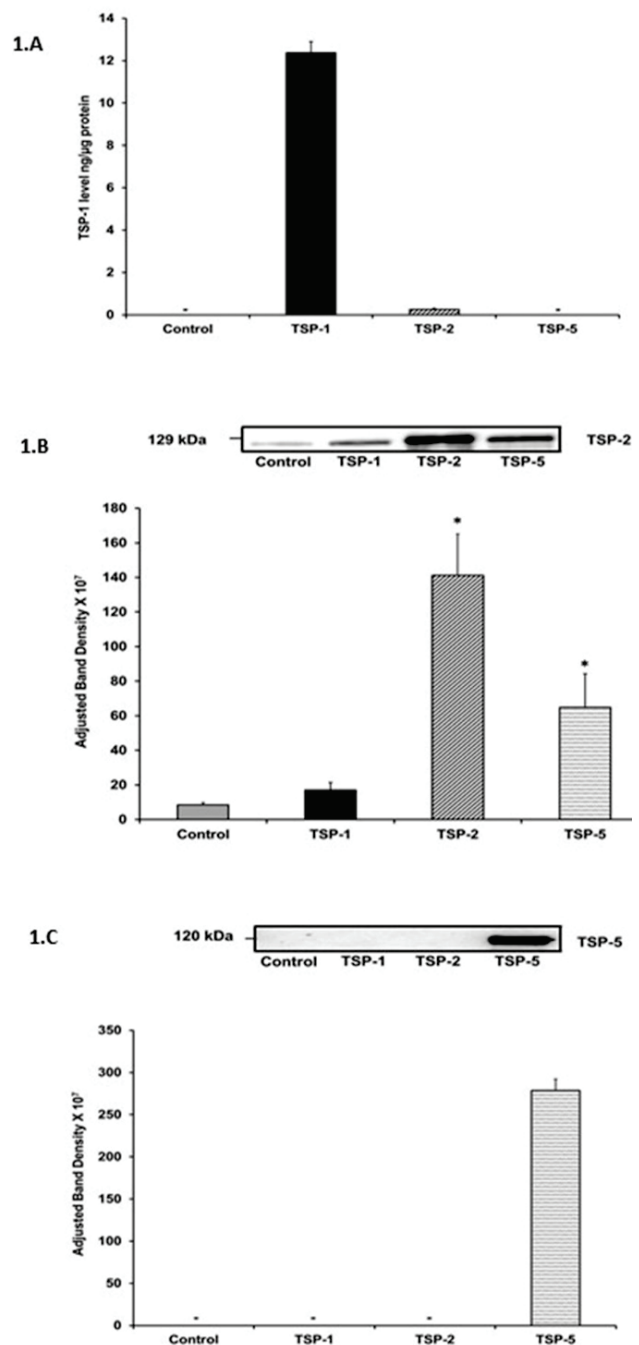 1.A
TSP-1 level ng/µg protein
14
12
10
8
6
4
2
0
Control TSP-1 TSP-2 TSP-5
1.B
129 kDa TSP-2
Control TSP-1 TSP-2 TSP-5
Adjusted Band Density X 10⁷
180
160
140
120
100
80
60
40
20
0
*
*
Control TSP-1 TSP-2 TSP-5
1.C
120 kDa TSP-5
Control TSP-1 TSP-2 TSP-5
Adjusted Band Density X 10⁷
350
300
250
200
150
100
50
0
Control TSP-1 TSP-2 TSP-5